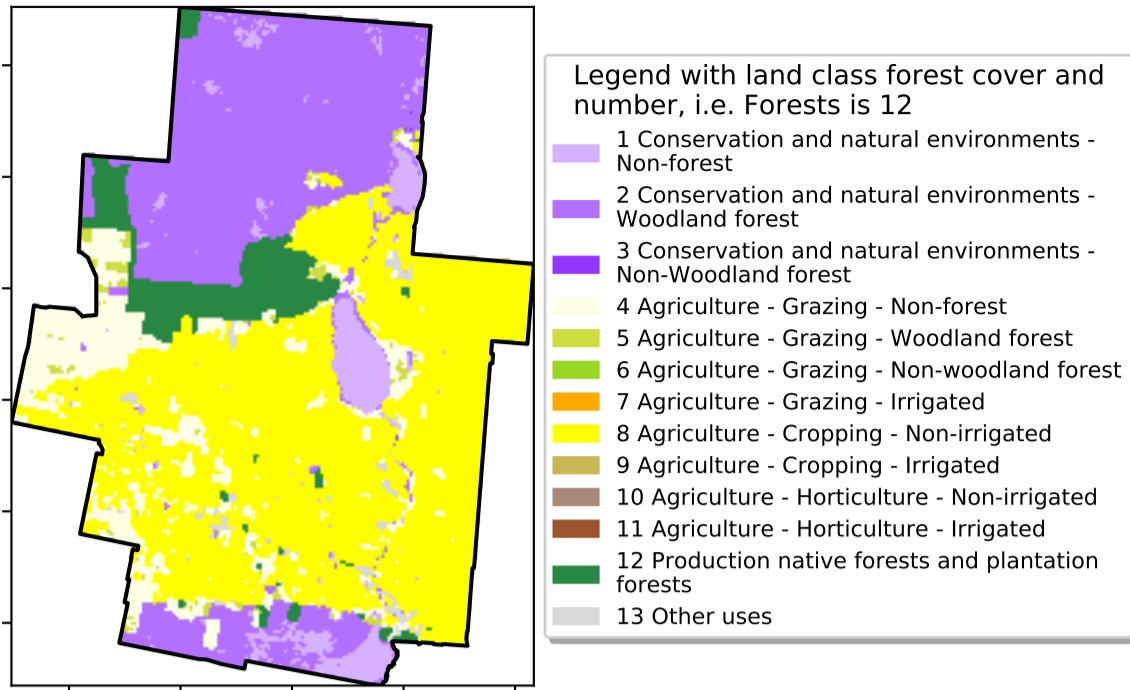 Legend with land class forest cover and
number, i.e. Forests is 12
1 Conservation and natural environments -
Non-forest
2 Conservation and natural environments -
Woodland forest
3 Conservation and natural environments -
Non-Woodland forest
4 Agriculture - Grazing - Non-forest
5 Agriculture - Grazing - Woodland forest
6 Agriculture - Grazing - Non-woodland forest
7 Agriculture - Grazing - Irrigated
8 Agriculture - Cropping - Non-irrigated
9 Agriculture - Cropping - Irrigated
10 Agriculture - Horticulture - Non-irrigated
11 Agriculture - Horticulture - Irrigated
12 Production native forests and plantation
forests
13 Other uses